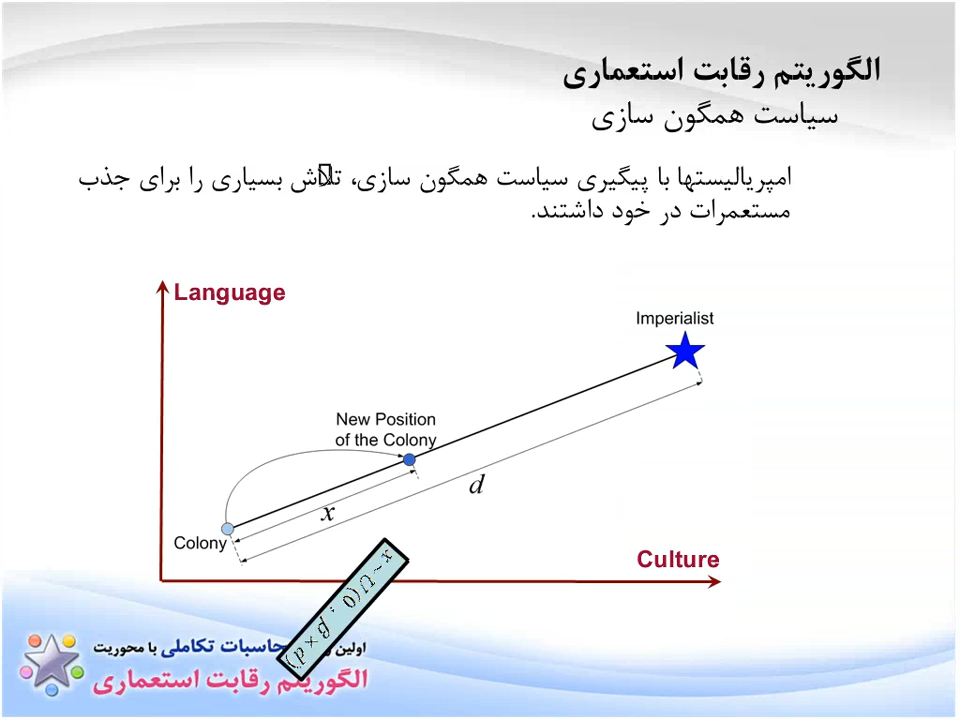 الگوریتم رقابت استعماری
سیاست همگون سازی
امپریالیستها با پیگیری سیاست همگون سازی، تلاش بسیاری را برای جذب
مستعمرات در خود داشتند.
Language
Imperialist
New Position
of the Colony
d
x
Colony
Culture
x ~ U(0, β × d)
اولین حاسبات تکاملی با محوریت
الگوریتم رقابت استعماری